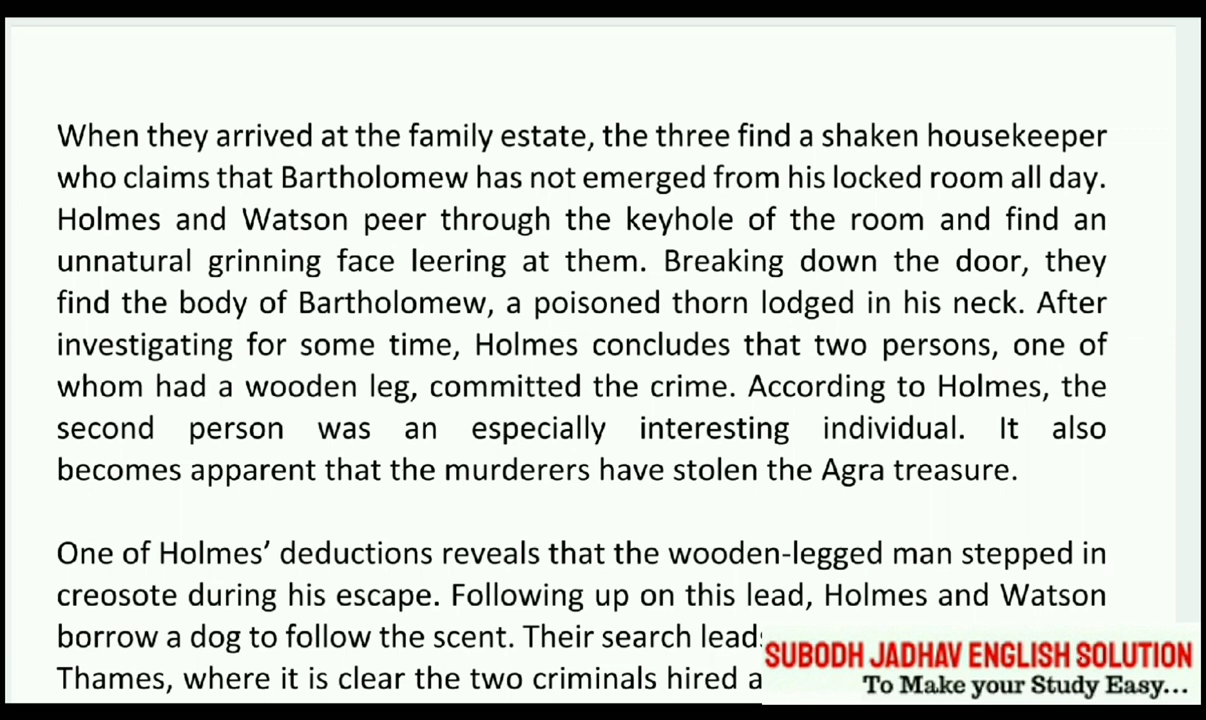 When they arrived at the family estate, the three find a shaken housekeeper
who claims that Bartholomew has not emerged from his locked room all day.
Holmes and Watson peer through the keyhole of the room and find an
unnatural grinning face leering at them. Breaking down the door, they
find the body of Bartholomew, a poisoned thorn lodged in his neck. After
investigating for some time, Holmes concludes that two persons, one of
whom had a wooden leg, committed the crime. According to Holmes, the
second person was an especially interesting individual. It also
becomes apparent that the murderers have stolen the Agra treasure.
One of Holmes’ deductions reveals that the wooden-legged man stepped in
creosote during his escape. Following up on this lead, Holmes and Watson
borrow a dog to follow the scent. Their search
Thames, where it is clear the two criminals hired a
SUBODH JADHAV ENGLISH SOLUTION
To Make your Study Easy...